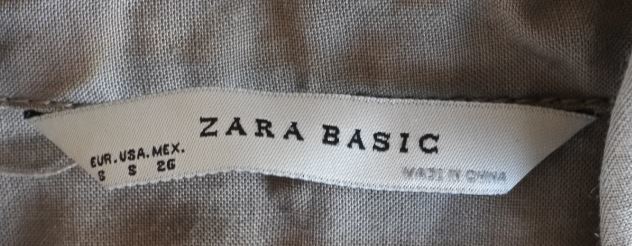 ZARA BASIC
EUR.USA.MEX.
S S 26
MADE IN CHINA